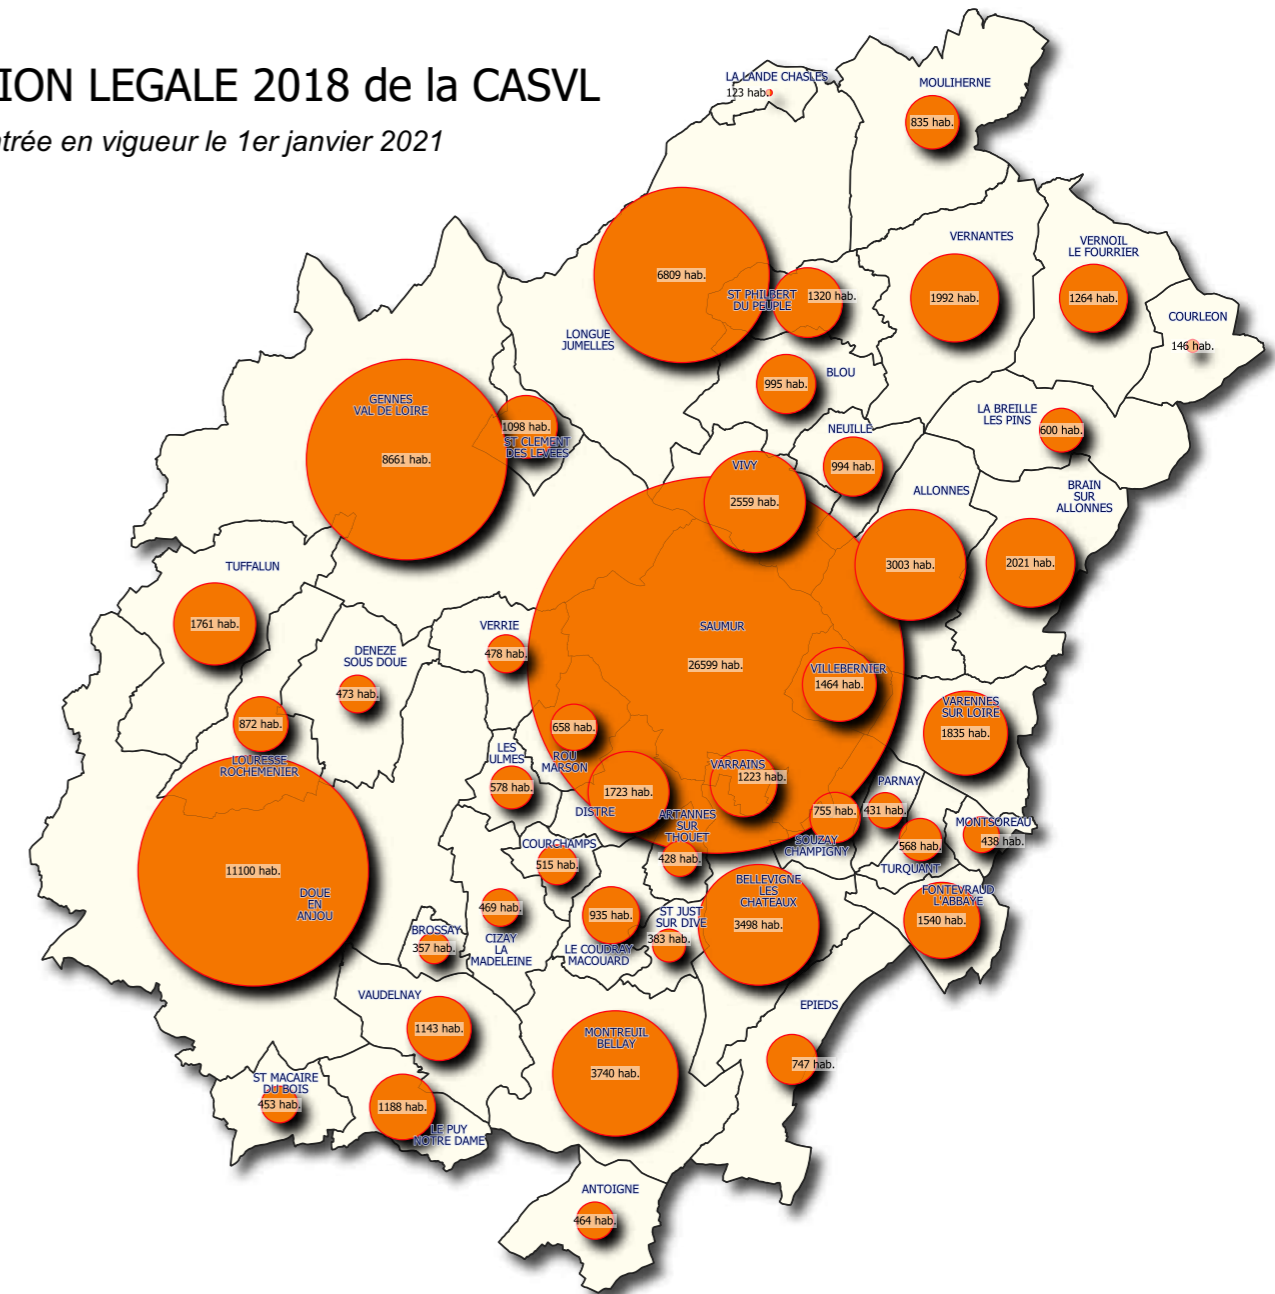 ION LEGALE 2018 de la CASVL
trée en vigueur le 1er janvier 2021
LA LANDE CHASLES
123 hab.
MOULIHERNE
835 hab.
6809 hab.
LONGUE
JUMELLES
ST PHILBERT
DU PEUPLE
1320 hab.
VERNANTES
1992 hab.
VERNOIL
LE FOURRIER
1264 hab.
COURLEON
146 hab.
BLOU
995 hab.
GENNES
VAL DE LOIRE
8661 hab.
1098 hab.
ST CLEMENT
DES LEVEES
NEUILLE
994 hab.
LA BREILLE
LES PINS
600 hab.
VIVY
2559 hab.
ALLONNES
3003 hab.
BRAIN
SUR
ALLONNES
2021 hab.
TUFFALUN
1761 hab.
DENEZE
SOUS DOUE
473 hab.
VERRIE
478 hab.
SAUMUR
26599 hab.
VILLEBERNIER
1464 hab.
VARENNES
SUR LOIRE
1835 hab.
872 hab.
LOURESSE
ROCHEMENIER
658 hab.
ROU
MARSON
LES
ULMES
578 hab.
1723 hab.
DISTRE
VARRAINS
1223 hab.
ARTANNES
SUR
THOUET
428 hab.
755 hab.
SOUZAY
CHAMPIGNY
PARNAY
431 hab.
568 hab.
TURQUANT
MONTSOREAU
438 hab.
COURCHAMPS
515 hab.
11100 hab.
DOUE
EN
ANJOU
BELLEVIGNE
LES
CHATEAUX
3498 hab.
FONTEVRAUD
L'ABBAYE
1540 hab.
469 hab.
CIZAY
LA
MADELEINE
BROSSAY
357 hab.
935 hab.
LE COUDRAY
MACOUARD
ST JUST
SUR DIVE
383 hab.
VAUDELNAY
1143 hab.
EPIEDS
747 hab.
MONTREUIL
BELLAY
3740 hab.
ST MACAIRE
DU BOIS
453 hab.
1188 hab.
LE PUY
NOTRE DAME
ANTOIGNE
464 hab.